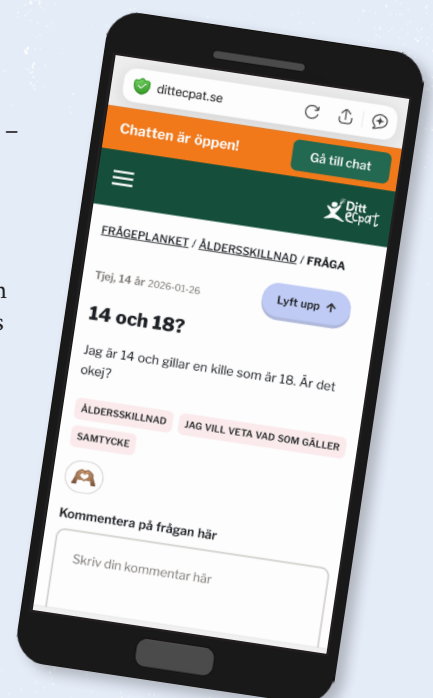 –
n
s
dittecpat.se
Chatten är öppen!
Gå till chat
Ditt
ecpat
FRÅGEPLANKET / ÅLDERSSKILLNAD / FRÅGA
Tjej, 14 år 2026-01-26
Lyft upp ↑
14 och 18?
Jag är 14 och gillar en kille som är 18. Är det
okej?
ÅLDERSSKILLNAD
JAG VILL VETA VAD SOM GÄLLER
SAMTYCKE
Kommentera på frågan här
Skriv din kommentar här